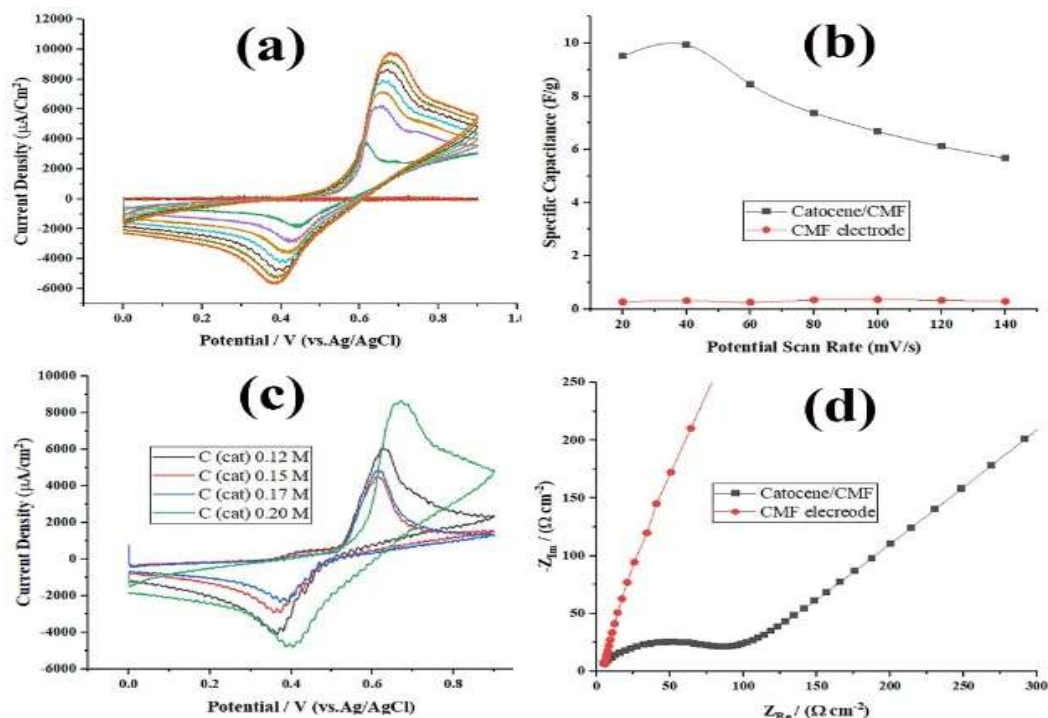 (a)
12000
10000
8000
6000
4000
2000
0
-2000
-4000
-6000
Current Density (µA/Cm²)
0.0 0.2 0.4 0.6 0.8 1.0
Potential / V (vs.Ag/AgCl)
(b)
10
8
6
4
2
0
Specific Capacitance (F/g)
Catocene/CMF
CMF electrode
20 40 60 80 100 120 140
Potential Scan Rate (mV/s)
(c)
10000
8000
6000
4000
2000
0
-2000
-4000
-6000
Current Density (µA/cm²)
C (cat) 0.12 M
C (cat) 0.15 M
C (cat) 0.17 M
C (cat) 0.20 M
0.0 0.2 0.4 0.6 0.8
Potential / V (vs.Ag/AgCl)
(d)
-250
-200
-150
-100
-50
0
-Z_Im / (Ω cm⁻²)
Catocene/CMF
CMF elecreode
0 50 100 150 200 250 300
Z_Re / (Ω cm⁻²)